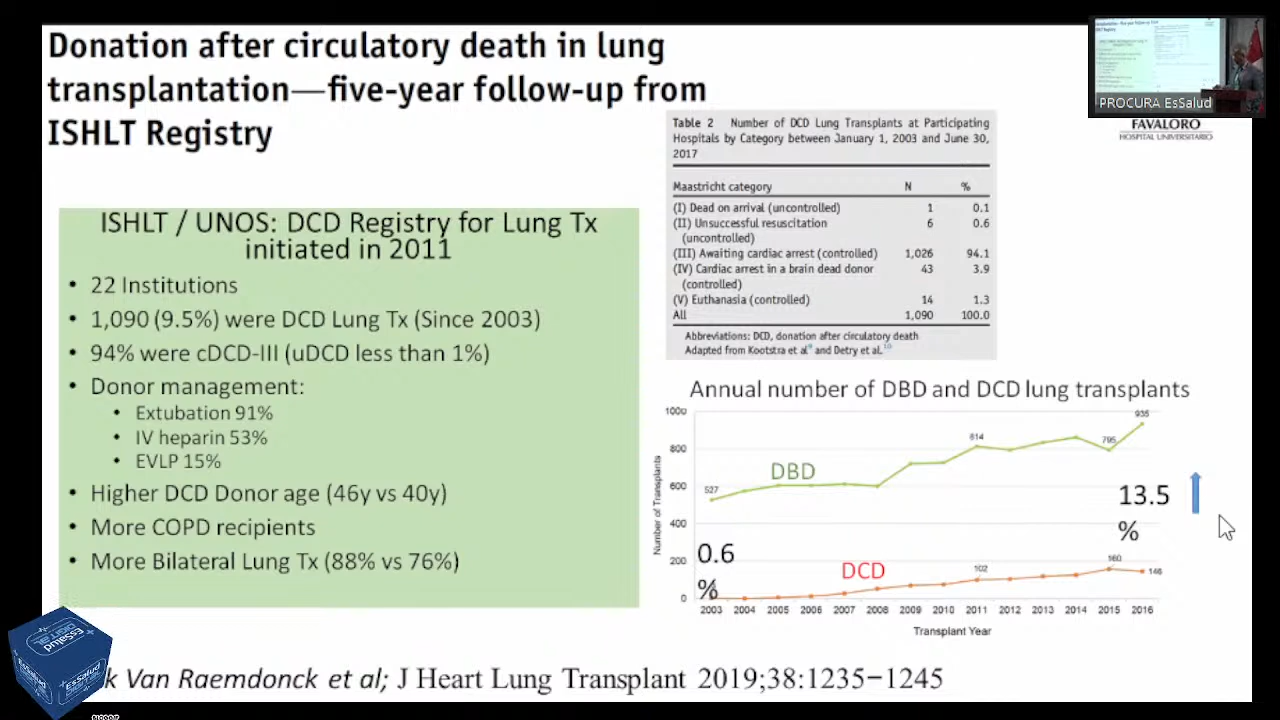 Donation after circulatory death in lung
transplantation—five-year follow-up from
ISHLT Registry
PROCURA EsSalud
FAVALORO
HOSPITAL UNIVERSITARIO
ISHLT / UNOS: DCD Registry for Lung Tx
initiated in 2011
• 22 Institutions
• 1,090 (9.5%) were DCD Lung Tx (Since 2003)
• 94% were cDCD-III (uDCD less than 1%)
• Donor management:
• Extubation 91%
• IV heparin 53%
• EVLP 15%
• Higher DCD Donor age (46y vs 40y)
• More COPD recipients
• More Bilateral Lung Tx (88% vs 76%)
Table 2 Number of DCD Lung Transplants at Participating
Hospitals by Category between January 1, 2003 and June 30,
2017
Maastricht category N %
(I) Dead on arrival (uncontrolled) 1 0.1
(II) Unsuccessful resuscitation 6 0.6
(uncontrolled)
(III) Awaiting cardiac arrest (controlled) 1,026 94.1
(IV) Cardiac arrest in a brain dead donor 43 3.9
(controlled)
(V) Euthanasia (controlled) 14 1.3
All 1,090 100.0
Abbreviations: DCD, donation after circulatory death
Adapted from Kootstra et al and Detry et al.
Annual number of DBD and DCD lung transplants
Number of Transplants
1000
800
600
400
200
0
527
814
795
935
DBD
13.5
%
0.6
%
DCD
102
160
146
2003 2004 2005 2006 2007 2008 2009 2010 2011 2012 2013 2014 2015 2016
Transplant Year
k Van Raemdonck et al; J Heart Lung Transplant 2019;38:1235−1245
EsSalud
DIGITAL
EsSalud
EsSalud